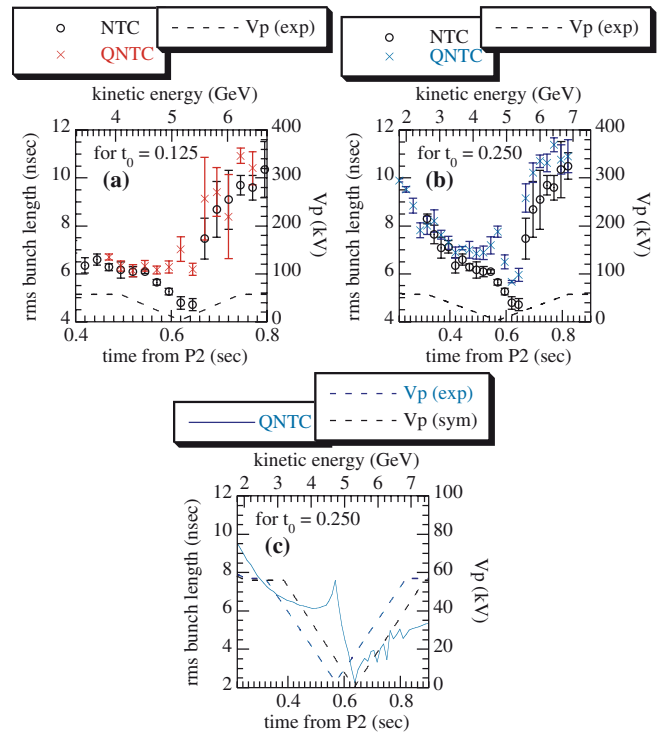 NTC
QNTC
Vp (exp)
kinetic energy (GeV)
4 5 6
12 10 8 6 4
rms bunch length (nsec)
for t0 = 0.125
(a)
400 300 200 100 0
Vp (kV)
0.4 0.5 0.6 0.7 0.8
time from P2 (sec)
NTC
QNTC
Vp (exp)
kinetic energy (GeV)
2 3 4 5 6 7
12 10 8 6 4
rms bunch length (nsec)
for t0 = 0.250
(b)
400 300 200 100 0
Vp (kV)
0.4 0.6 0.8
time from P2 (sec)
QNTC
Vp (exp)
Vp (sym)
kinetic energy (GeV)
2 3 4 5 6 7
12 10 8 6 4 2
rms bunch length (nsec)
for t0 = 0.250
(c)
100 80 60 40 20 0
Vp (kV)
0.4 0.6 0.8
time from P2 (sec)